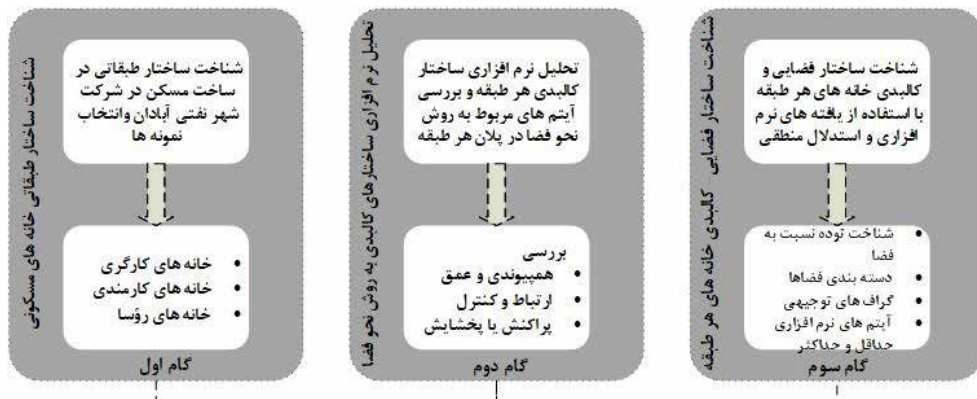 شناخت ساختار طبقاتی خانه های مسکونی
شناخت ساختار طبقاتی در
ساخت مسکن در شرکت
شهر نفتی آبادان وانتخاب
نمونه ها
خانه های کارگری
خانه های کارمندی
خانه های رؤسا
گام اول
تحلیل نرم افزاری ساختارهای کالبدی به روش نحو فضا
تحلیل نرم افزاری ساختار
کالبدی هر طبقه و بررسی
آیتم های مربوط به روش
نحو فضا در پلان هر طبقه
بررسی
همپیوندی و عمق
ارتباط و کنترل
پراکنش یا پخشایش
گام دوم
شناخت ساختار فضایی کالبدی خانه های هر طبقه
شناخت ساختار فضایی و
کالبدی خانه های هر طبقه
با استفاده از یافته های نرم
افزاری و استدلال منطقی
شناخت توده نسبت به
فضا
دسته بندی فضاها
گراف های توجیهی
آیتم های نرم افزاری
حداقل و حداکثر
گام سوم